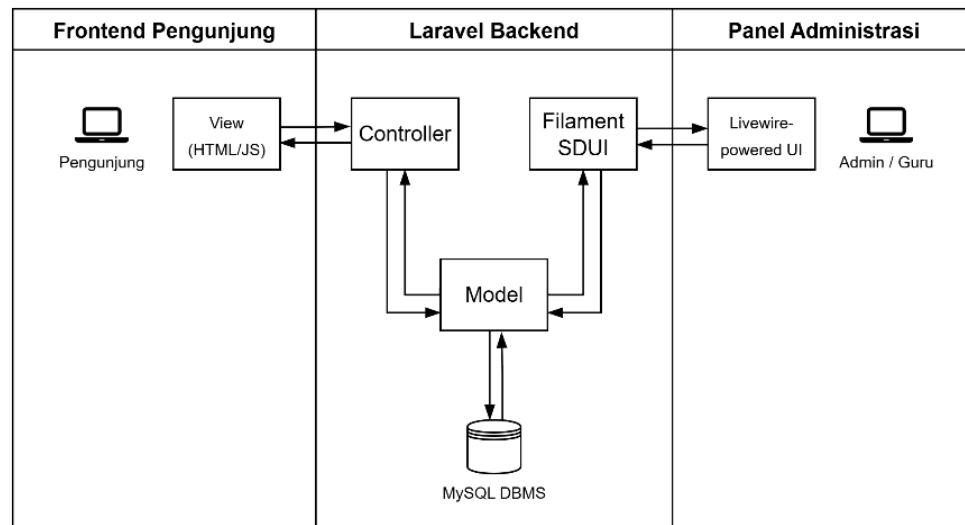 Frontend Pengunjung
Laravel Backend
Panel Administrasi
Pengunjung
View
(HTML/JS)
Controller
Filament
SDUI
Livewire-
powered UI
Admin / Guru
Model
MySQL DBMS